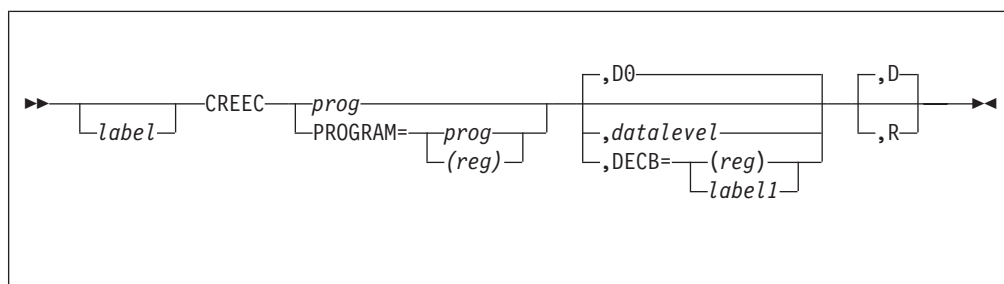 ,D0 ,D
CREEC prog
label PROGRAM= prog ,datalevel ,R
(reg) ,DECB= (reg)
label1